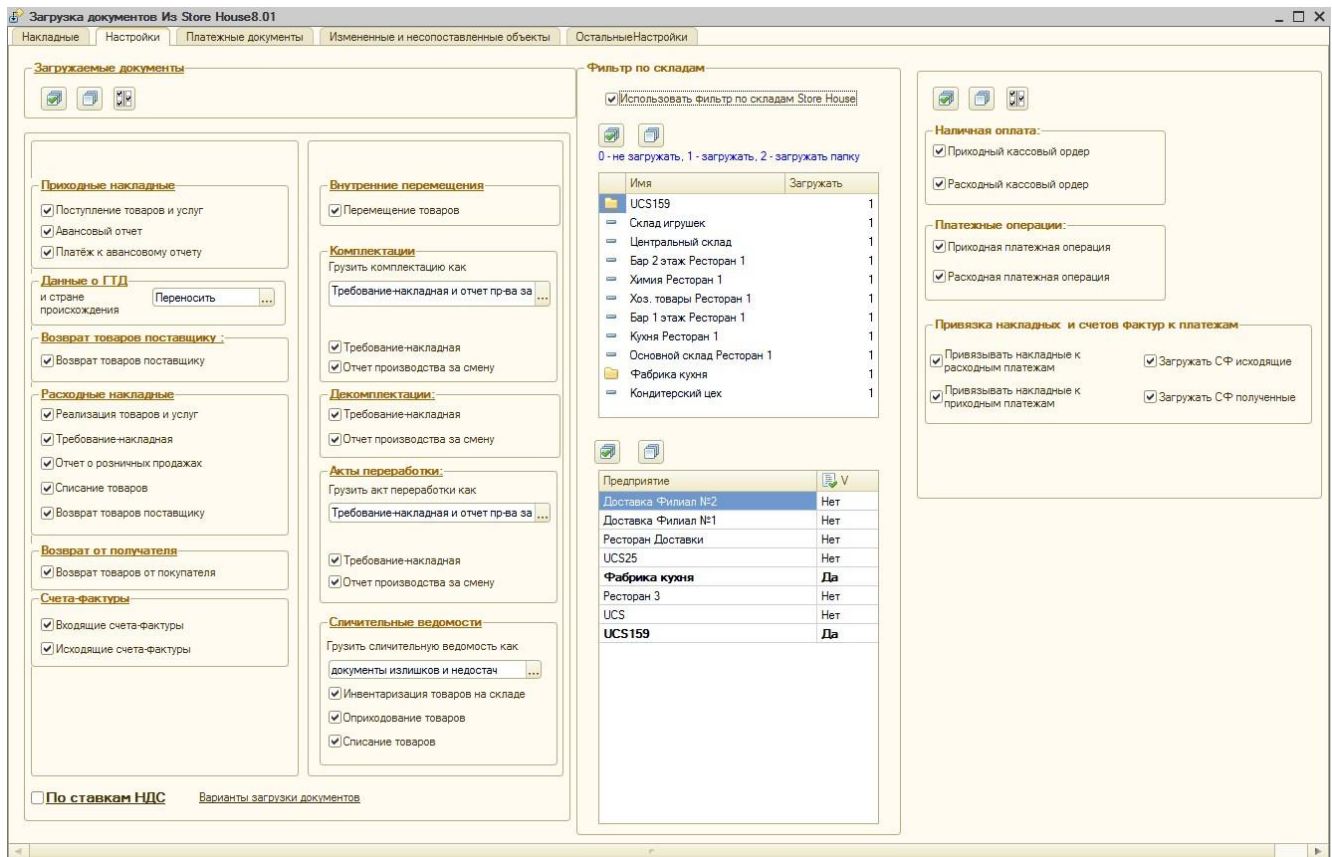 Загрузка документов Из Store House8.01
Накладные
Настройки
Платежные документы
Измененные и несопоставленные объекты
ОстальныеНастройки
Загружаемые документы
Приходные накладные
Поступление товаров и услуг
Авансовый отчет
Платёж к авансовому отчету
Данные о ГТД
и стране
происхождения
Переносить
...
Возврат товаров поставщику :
Возврат товаров поставщику
Расходные накладные
Реализация товаров и услуг
Требование-накладная
Отчет о розничных продажах
Списание товаров
Возврат товаров поставщику
Возврат от получателя
Возврат товаров от покупателя
Счета-фактуры
Входящие счета-фактуры
Исходящие счета-фактуры
Внутренние перемещения
Перемещение товаров
Комплектации
Грузить комплектацию как
Требование-накладная и отчет пр-ва за ...
Требование-накладная
Отчет производства за смену
Декомплектации:
Требование-накладная
Отчет производства за смену
Акты переработки:
Грузить акт переработки как
Требование-накладная и отчет пр-ва за ...
Требование-накладная
Отчет производства за смену
Сличительные ведомости
Грузить сличительную ведомость как
документы излишков и недостач ...
Инвентаризация товаров на складе
Оприходование товаров
Списание товаров
По ставкам НДС
Варианты загрузки документов
Фильтр по складам
Использовать фильтр по складам Store House
0 - не загружать, 1 - загружать, 2 - загружать папку
Имя Загружать
UCS159 1
Склад игрушек 1
Центральный склад 1
Бар 2 этаж Ресторан 1 1
Химия Ресторан 1 1
Хоз. товары Ресторан 1 1
Бар 1 этаж Ресторан 1 1
Кухня Ресторан 1 1
Основной склад Ресторан 1 1
Фабрика кухня 1
Кондитерский цех 1
Предприятие V
Доставка Филиал №2 Нет
Доставка Филиал №1 Нет
Ресторан Доставки Нет
UCS25 Нет
Фабрика кухня Да
Ресторан 3 Нет
UCS Нет
UCS159 Да
Наличная оплата:
Приходный кассовый ордер
Расходный кассовый ордер
Платежные операции:
Приходная платежная операция
Расходная платежная операция
Привязка накладных и счетов фактур к платежам
Привязывать накладные к
расходным платежам
Загружать СФ исходящие
Привязывать накладные к
приходным платежам
Загружать СФ полученные